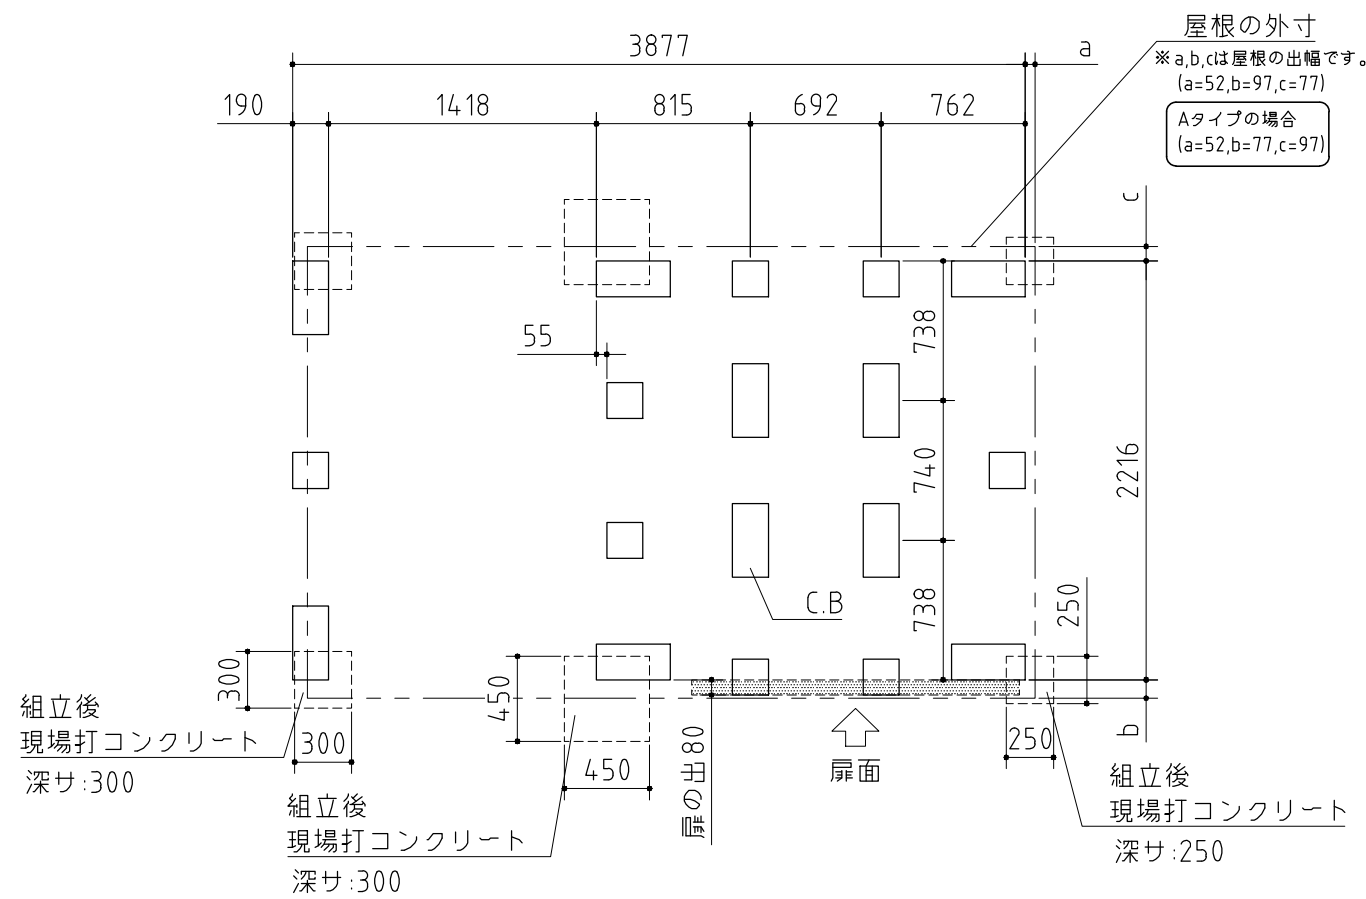 屋根の外寸
3877
a
※a,b,cは屋根の出幅です。
(a=52,b=97,c=77)
190
1418
815
692
762
Aタイプの場合
(a=52,b=77,c=97)
c
738
55
740
2216
C.B
738
250
300
450
組立後
現場打コンクリート
深サ:300
300
450
組立後
現場打コンクリート
深サ:300
扉の出80
扉面
250
b
組立後
現場打コンクリート
深サ:250